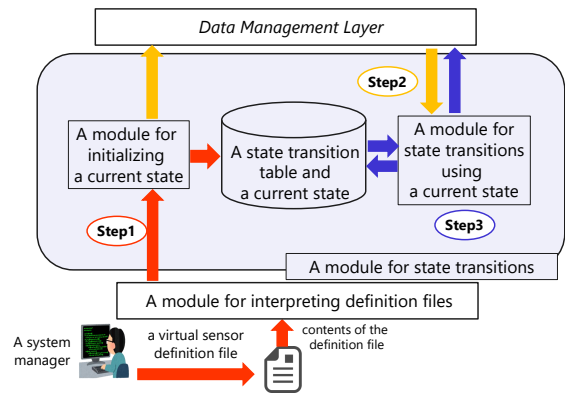 Data Management Layer
Step2
A module for
initializing
a current state
A state transition
table and
a current state
A module for
state transitions
using
a current state
Step1
Step3
A module for state transitions
A module for interpreting definition files
A system
manager
a virtual sensor
definition file
contents of the
definition file